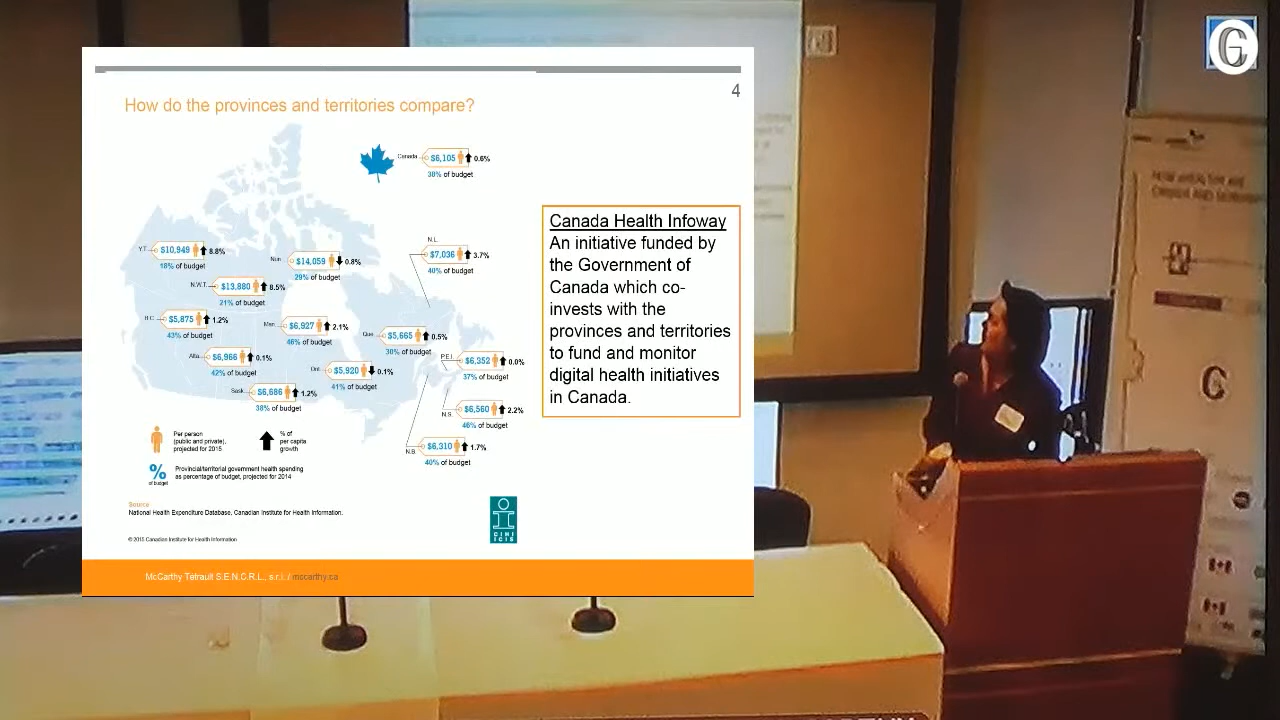 4
How do the provinces and territories compare?
Canada $6,105 0.6%
38% of budget
Y.T. $10,949 8.8%
18% of budget
Nun $14,059 0.8%
29% of budget
N.L.
$7,036 3.7%
40% of budget
N.W.T. $13,880 8.5%
21% of budget
B.C. $5,875 1.2%
43% of budget
Man $6,927 2.1%
46% of budget
Que $5,665 0.5%
30% of budget
Alta $6,966 0.1%
42% of budget
Ont $5,920 0.1%
41% of budget
P.E.I. $6,352 0.0%
37% of budget
Sask $6,686 1.2%
38% of budget
N.S. $6,560 2.2%
46% of budget
N.B. $6,310 1.7%
40% of budget
Canada Health Infoway
An initiative funded by
the Government of
Canada which co-
invests with the
provinces and territories
to fund and monitor
digital health initiatives
in Canada.
Per person
(public and private),
projected for 2015
% of
per capita
growth
%
of budget
Provincial/territorial government health spending
as percentage of budget, projected for 2014
Source
National Health Expenditure Database, Canadian Institute for Health Information.
© 2015 Canadian Institute for Health Information
CIHI
ICIS
McCarthy Tétrault S.E.N.C.R.L., s.r.l. / mccarthy.ca